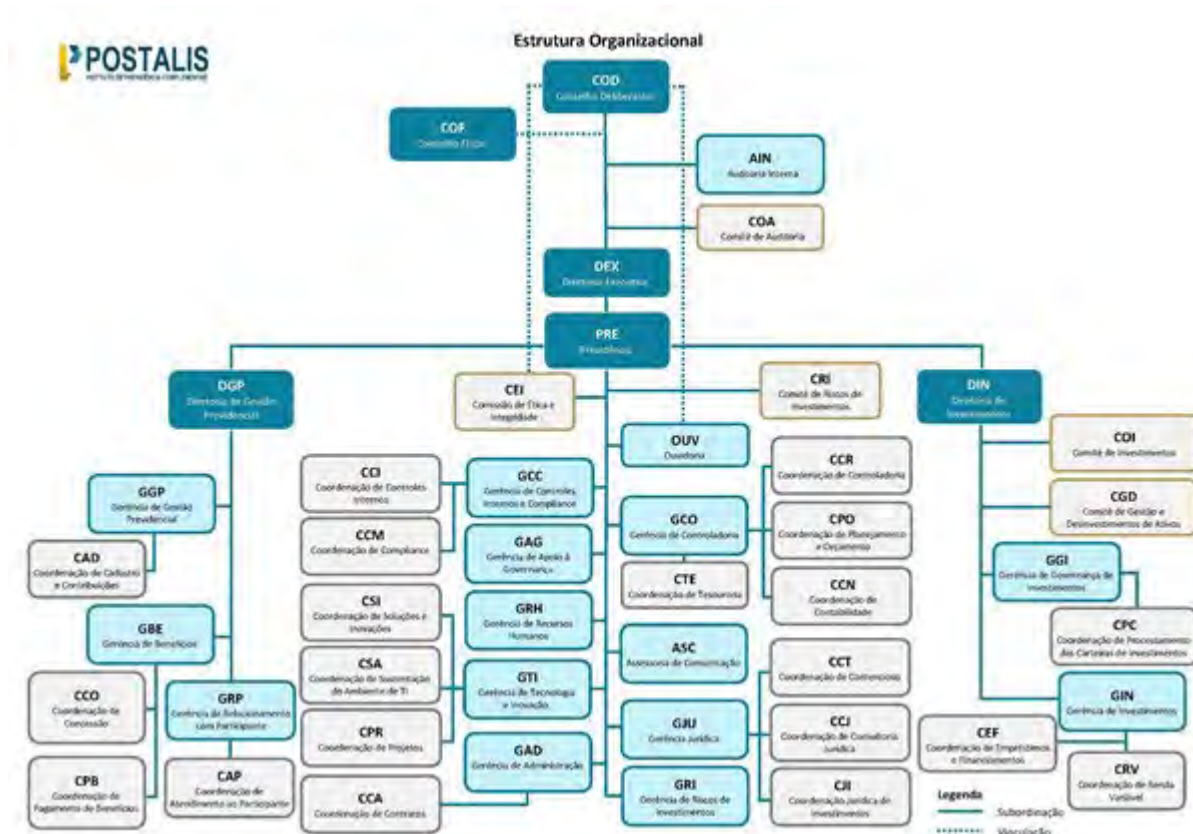 Estrutura Organizacional
POSTALIS
INSTITUTO DE PREVIDÊNCIA COMPLEMENTAR
COD
Conselho Deliberativo
COF
Conselho Fiscal
AIN
Auditoria Interna
COA
Comitê de Auditoria
DEX
Diretoria Executiva
PRE
Presidência
DGP
Diretoria de Gestão
Previdencial
CEI
Comissão de Ética e
Integridade
CRI
Comitê de Riscos de
Investimentos
DIN
Diretoria de
Investimentos
OUV
Ouvidoria
COI
Comitê de Investimentos
CCI
Coordenação de Controles
Internos
GCC
Gerência de Controles
Internos e Compliance
CCR
Coordenação de Controladoria
GGP
Gerência de Gestão
Previdencial
CGD
Comitê de Gestão e
Desinvestimentos de Ativos
GCO
Gerência de Controladoria
CPO
Coordenação de Planejamento
e Orçamento
CCM
Coordenação de Compliance
GAG
Gerência de Apoio à
Governança
CAD
Coordenação de Cadastro
e Contribuições
GGI
Gerência de Governança de
Investimentos
CTE
Coordenação de Tesouraria
CCN
Coordenação de
Contabilidade
CSI
Coordenação de Soluções e
Inovações
GRH
Gerência de Recursos
Humanos
GBE
Gerência de Benefícios
CPC
Coordenação de Processamento
das Carteiras de Investimentos
ASC
Assessoria de Comunicação
CCT
Coordenação de Contencioso
CSA
Coordenação de Sustentação
do Ambiente de TI
GTI
Gerência de Tecnologia
e Inovação
CCO
Coordenação de
Concessão
GRP
Gerência de Relacionamento
com Participante
GIN
Gerência de Investimentos
GJU
Gerência Jurídica
CCJ
Coordenação de Consultoria
Jurídica
CPR
Coordenação de Projetos
GAD
Gerência de Administração
CEF
Coordenação de Empréstimos
e Financiamentos
CPB
Coordenação de
Pagamento de Benefícios
CAP
Coordenação de
Atendimento ao Participante
CCA
Coordenação de Contratos
GRI
Gerência de Riscos de
Investimentos
CJI
Coordenação Jurídica de
Investimentos
CRV
Coordenação de Renda
Variável
Legenda
Subordinação
Vinculação